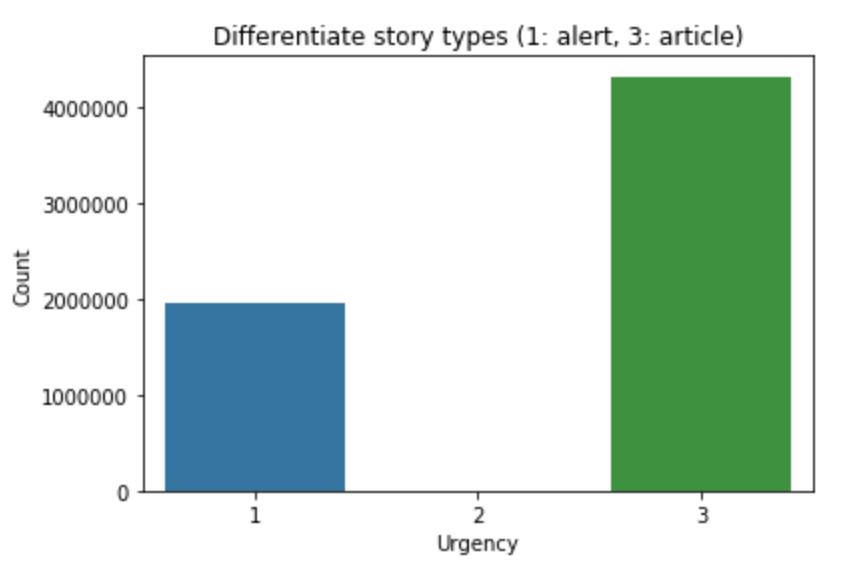 Differentiate story types (1: alert, 3: article)
4000000
3000000
2000000
1000000
0
Count
1 2 3
Urgency